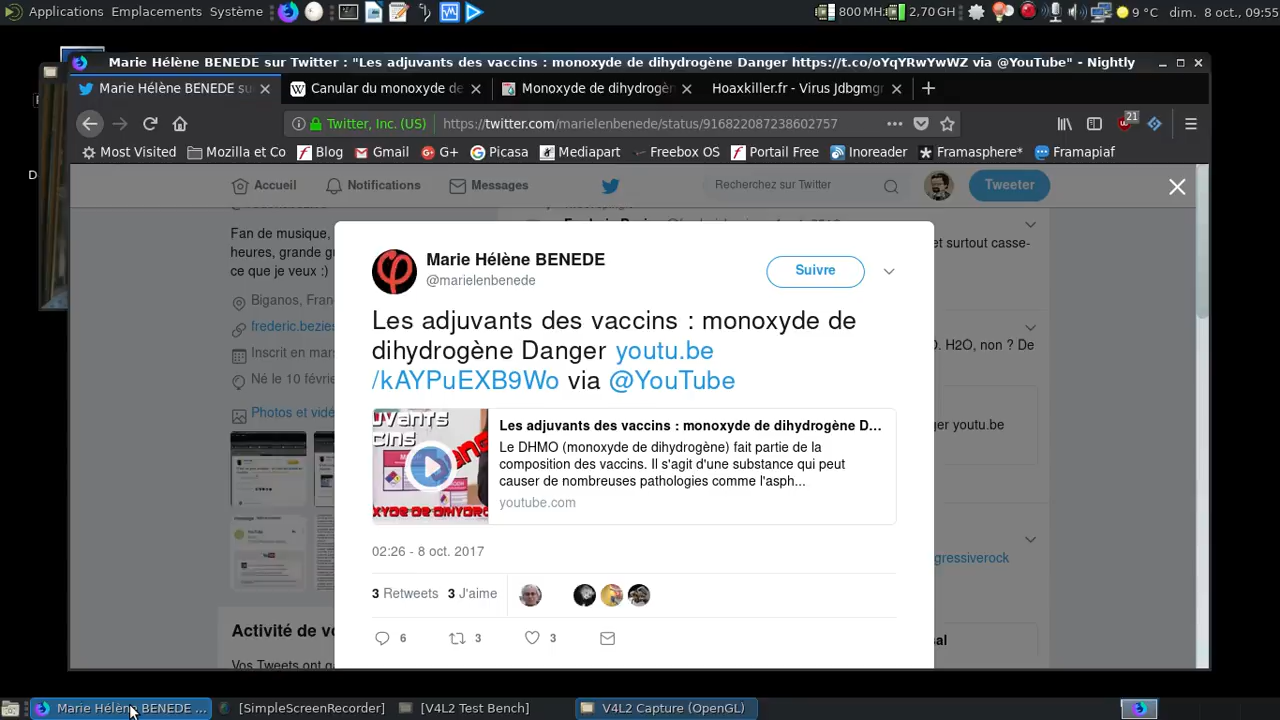 Applications Emplacements Système
800 MH
2,70 GH
9 °C
dim. 8 oct., 09:55
Marie Hélène BENEDE sur Twitter : "Les adjuvants des vaccins : monoxyde de dihydrogène Danger https://t.co/oYqYRwYwWZ via @YouTube" - Nightly
Marie Hélène BENEDE su
Canular du monoxyde de
Monoxyde de dihydrogèn
Hoaxkiller.fr - Virus Jdbgmgr
Twitter, Inc. (US)
https://twitter.com/marielenbenede/status/916822087238602757
21
Most Visited Mozilla et Co Blog Gmail G+ Picasa Mediapart Freebox OS Portail Free Inoreader Framasphere* Framapiaf
Accueil Notifications Messages
Recherchez sur Twitter
Tweeter
Fan de musique,
heures, grande
ce que je veux :)
Biganos, Fran
frederic.bezies
Inscrit en mars
Né le 10 févrie
Photos et vidé
Activité de vo
Vos Tweets ont
Marie Hélène BENEDE
@marielenbenede
Suivre
Les adjuvants des vaccins : monoxyde de
dihydrogène Danger youtu.be
/kAYPuEXB9Wo via @YouTube
Les adjuvants des vaccins : monoxyde de dihydrogène D...
Le DHMO (monoxyde de dihydrogène) fait partie de la
composition des vaccins. Il s'agit d'une substance qui peut
causer de nombreuses pathologies comme l'asph...
youtube.com
02:26 - 8 oct. 2017
3 Retweets 3 J'aime
6 3 3
et surtout casse-
H2O, non ? De
ger youtu.be
gressiverock
Marie Hélène BENEDE ...
[SimpleScreenRecorder]
[V4L2 Test Bench]
V4L2 Capture (OpenGL)